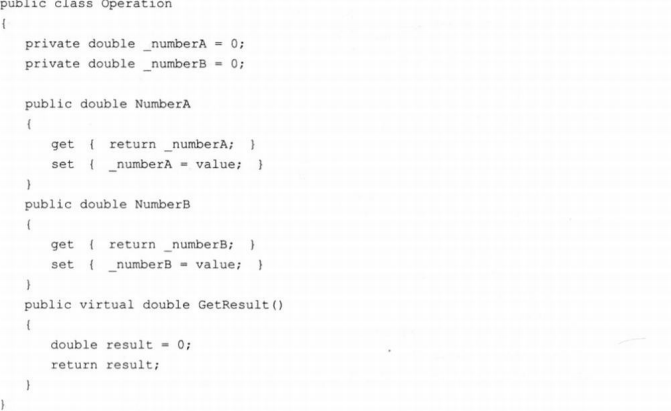 public class Operation
{
private double _numberA = 0;
private double _numberB = 0;
public double NumberA
{
get { return _numberA; }
set { _numberA = value; }
}
public double NumberB
{
get { return _numberB; }
set { _numberB = value; }
}
public virtual double GetResult()
{
double result = 0;
return result;
}
}